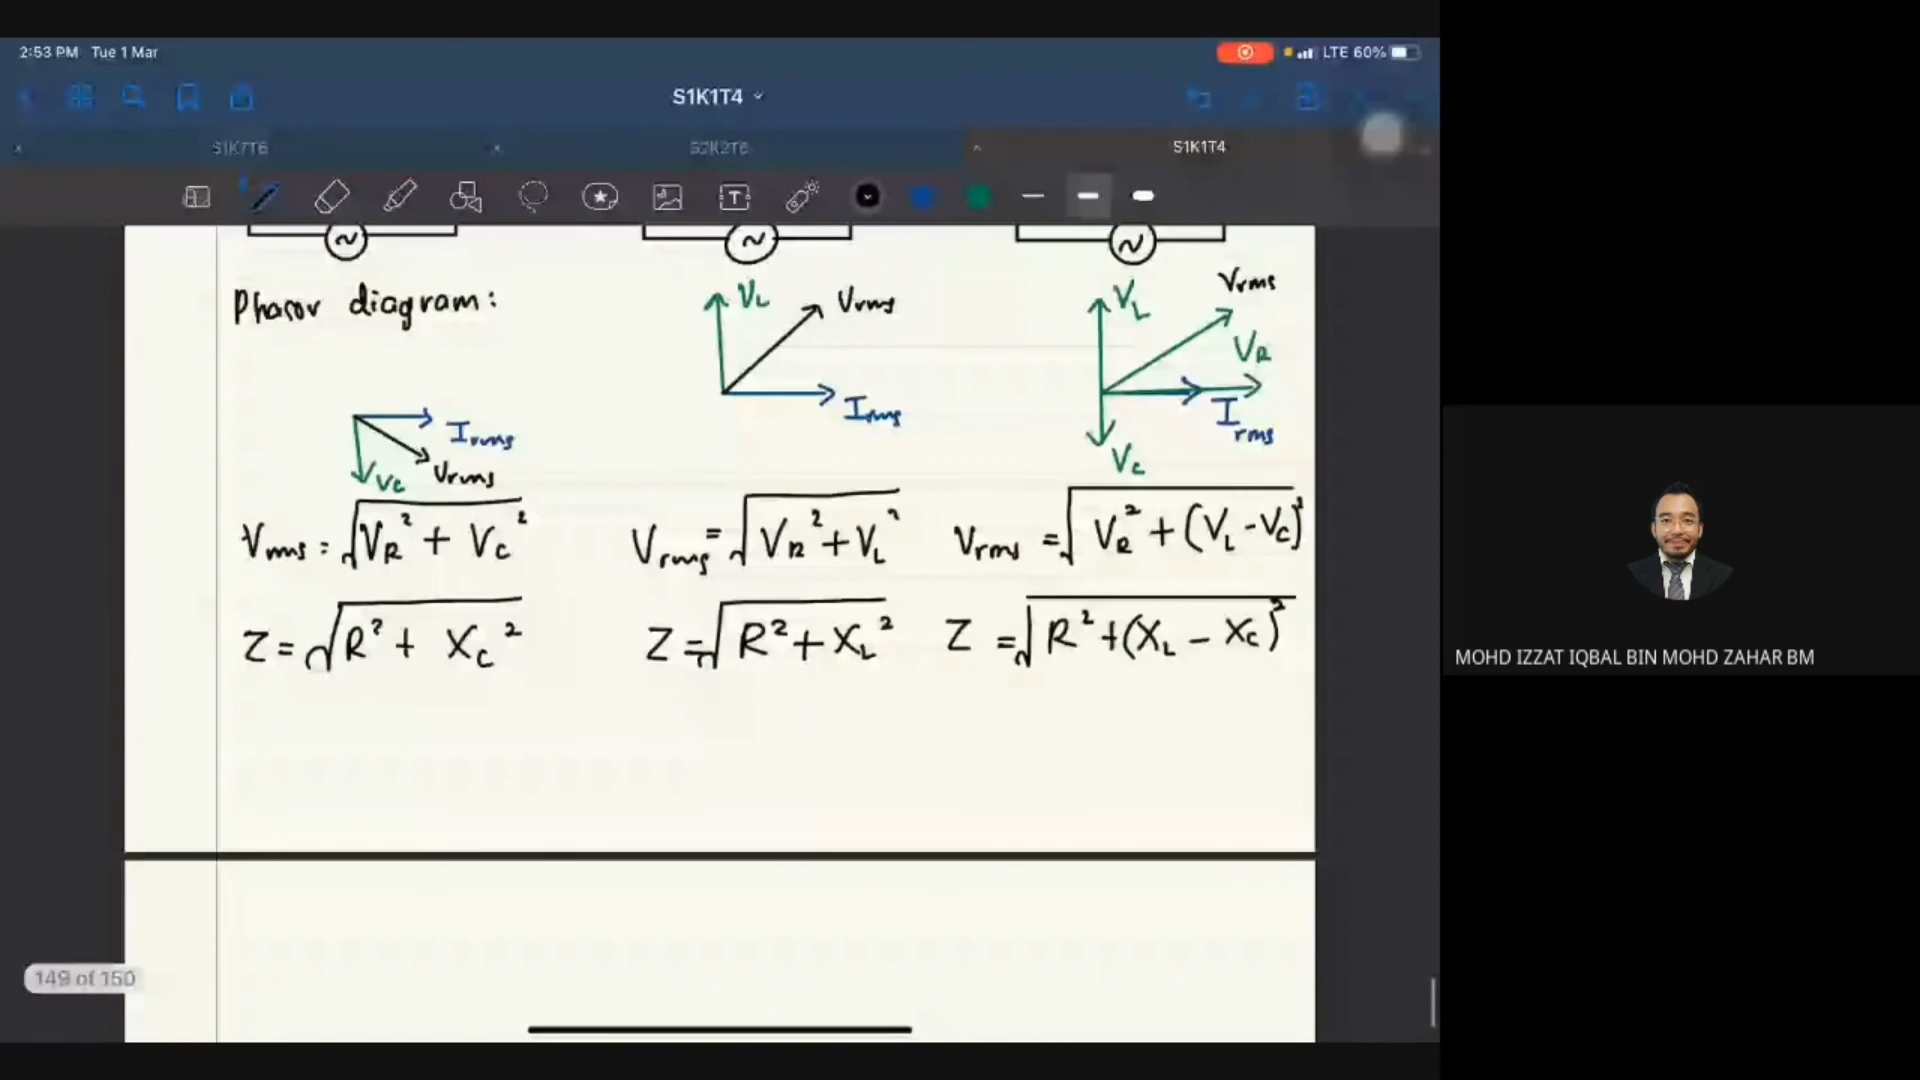 2:53 PM Tue 1 Mar
LTE 60%
S1K1T4
S1K7T6
S2K2T6
S1K1T4
T
Phasor diagram:
VL
Vrms
Irms
Vrms
VL
VR
Irms
Vc
Irms
Vrms
Vc
Vrms = √VR² + Vc²
Vrms = √VR² + VL²
Vrms = √VR² + (VL - Vc)²
Z = √R² + Xc²
Z = √R² + XL²
Z = √R² + (XL - Xc)²
149 of 150
MOHD IZZAT IQBAL BIN MOHD ZAHAR BM